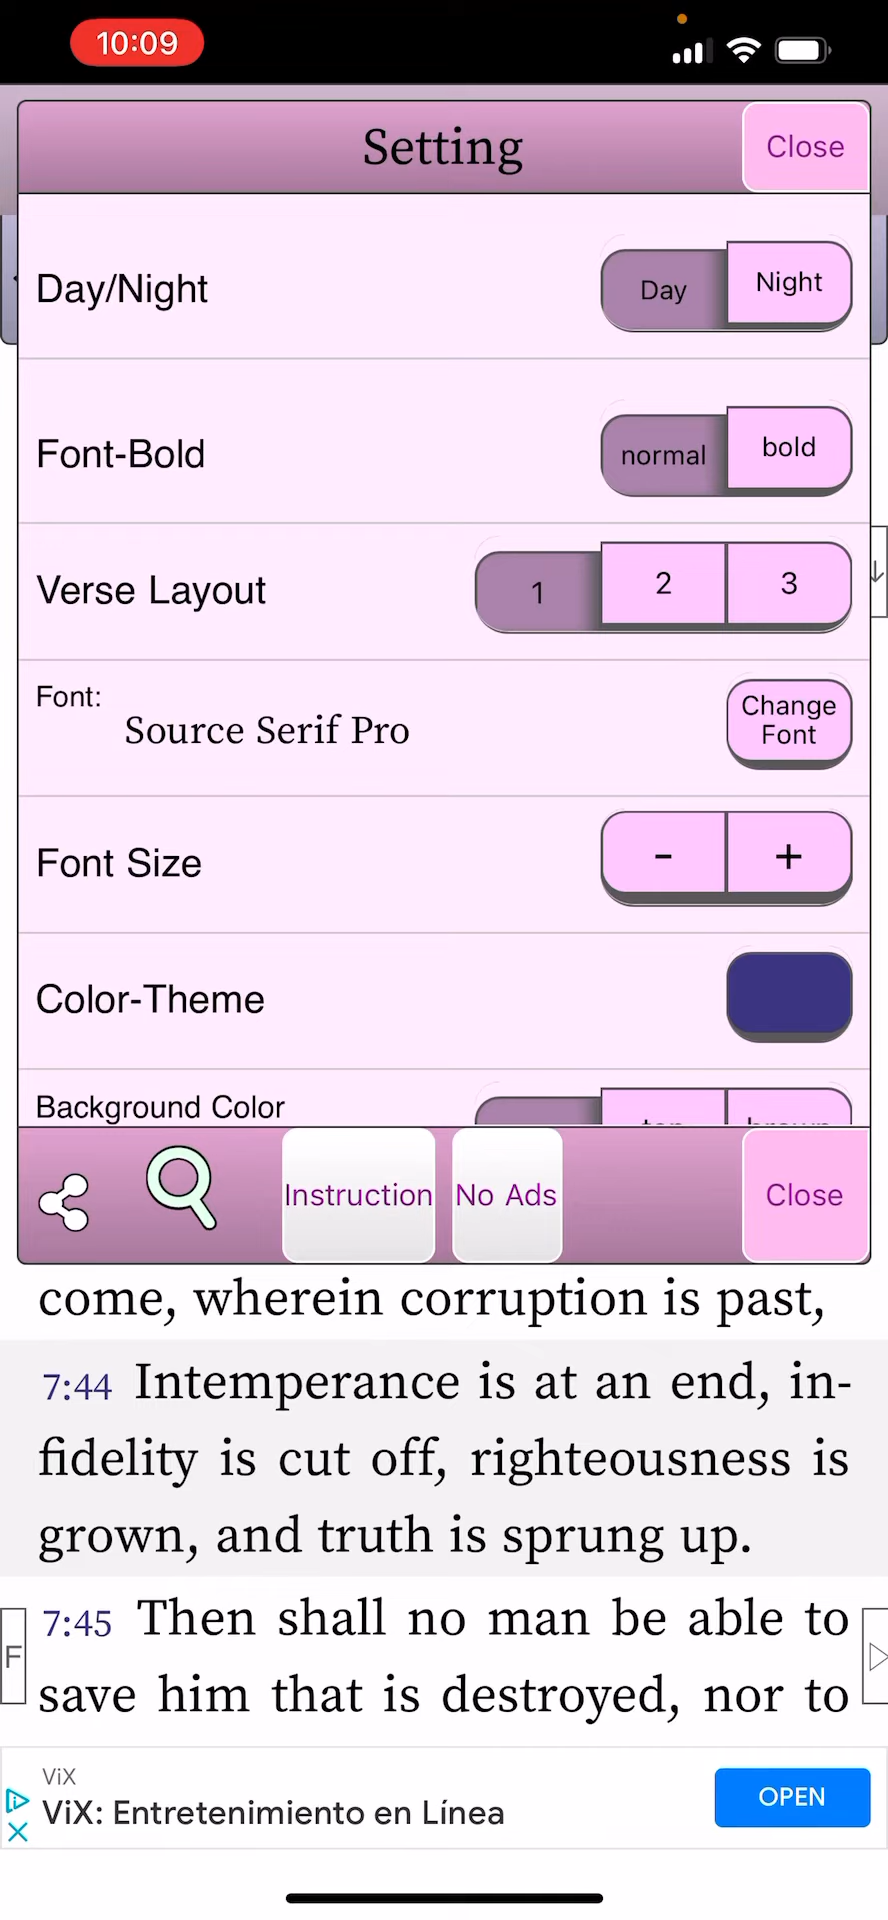 10:09
Setting
Close
Day/Night
Day
Night
Font-Bold
normal
bold
Verse Layout
1
2
3
Font:
Source Serif Pro
Change
Font
Font Size
-
+
Color-Theme
Background Color
Instruction
No Ads
Close
come, wherein corruption is past,
7:44 Intemperance is at an end, in-
fidelity is cut off, righteousness is
grown, and truth is sprung up.
7:45 Then shall no man be able to
F
save him that is destroyed, nor to
ViX
ViX: Entretenimiento en Línea
OPEN